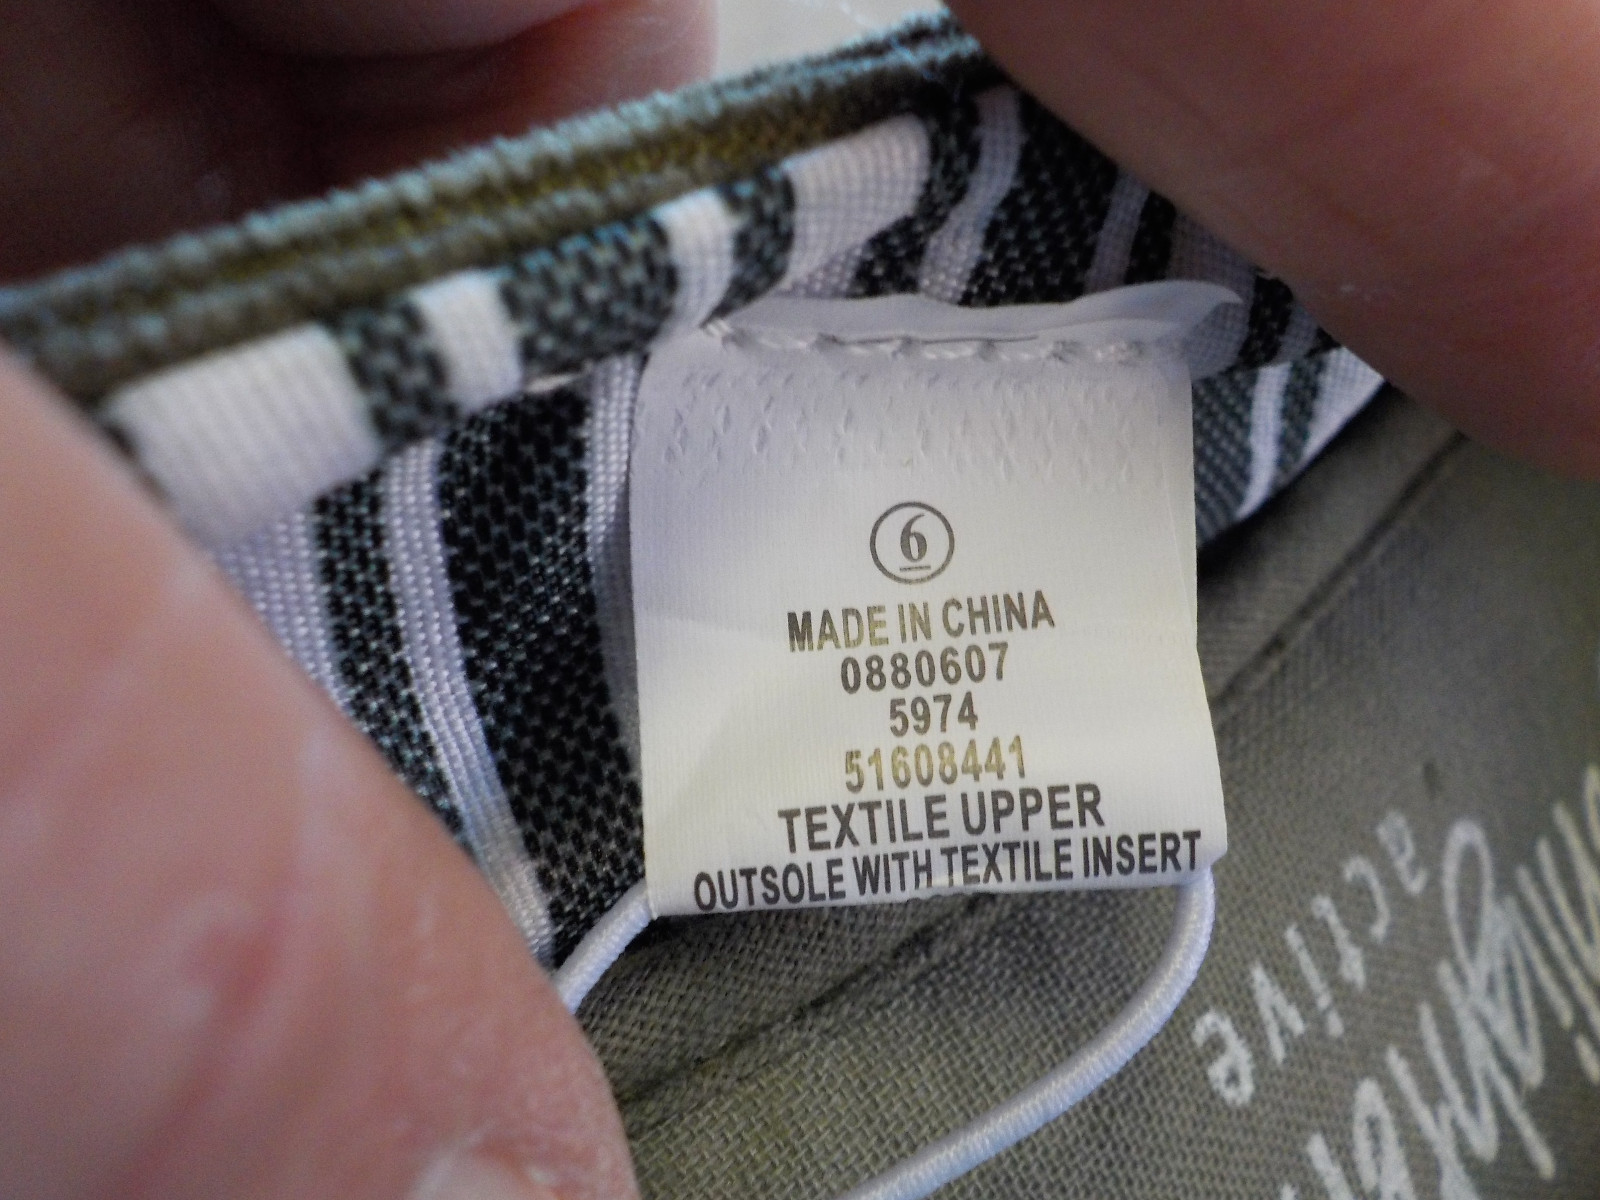 6
MADE IN CHINA
0880607
5974
51608441
TEXTILE UPPER
OUTSOLE WITH TEXTILE INSERT
active